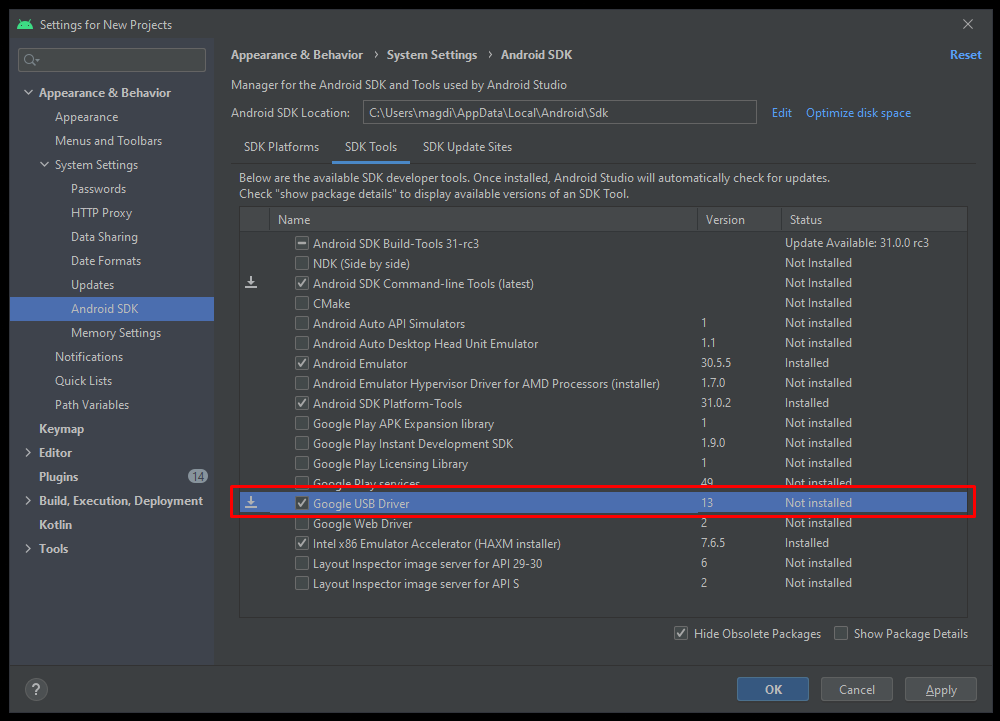 Settings for New Projects
Appearance & Behavior
Appearance
Menus and Toolbars
System Settings
Passwords
HTTP Proxy
Data Sharing
Date Formats
Updates
Android SDK
Memory Settings
Notifications
Quick Lists
Path Variables
Keymap
Editor
Plugins 14
Build, Execution, Deployment
Kotlin
Tools
Appearance & Behavior › System Settings › Android SDK Reset
Manager for the Android SDK and Tools used by Android Studio
Android SDK Location: C:\Users\magdi\AppData\Local\Android\Sdk Edit Optimize disk space
SDK Platforms SDK Tools SDK Update Sites
Below are the available SDK developer tools. Once installed, Android Studio will automatically check for updates.
Check "show package details" to display available versions of an SDK Tool.
Name Version Status
Android SDK Build-Tools 31-rc3 Update Available: 31.0.0 rc3
NDK (Side by side) Not Installed
Android SDK Command-line Tools (latest) Not Installed
CMake Not Installed
Android Auto API Simulators 1 Not installed
Android Auto Desktop Head Unit Emulator 1.1 Not installed
Android Emulator 30.5.5 Installed
Android Emulator Hypervisor Driver for AMD Processors (installer) 1.7.0 Not installed
Android SDK Platform-Tools 31.0.2 Installed
Google Play APK Expansion library 1 Not installed
Google Play Instant Development SDK 1.9.0 Not installed
Google Play Licensing Library 1 Not installed
Google Play services 49 Not installed
Google USB Driver 13 Not installed
Google Web Driver 2 Not installed
Intel x86 Emulator Accelerator (HAXM installer) 7.6.5 Installed
Layout Inspector image server for API 29-30 6 Not installed
Layout Inspector image server for API S 2 Not installed
Hide Obsolete Packages Show Package Details
? OK Cancel Apply